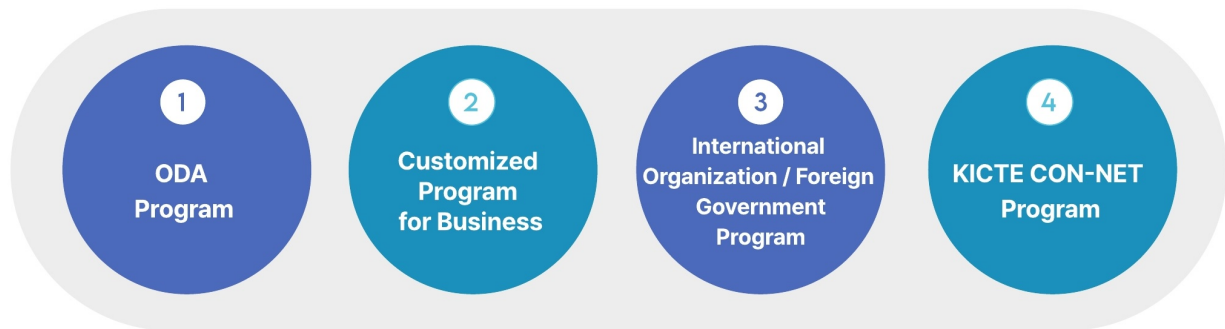 1
ODA
Program
2
Customized
Program
for Business
3
International
Organization / Foreign
Government
Program
4
KICTE CON-NET
Program